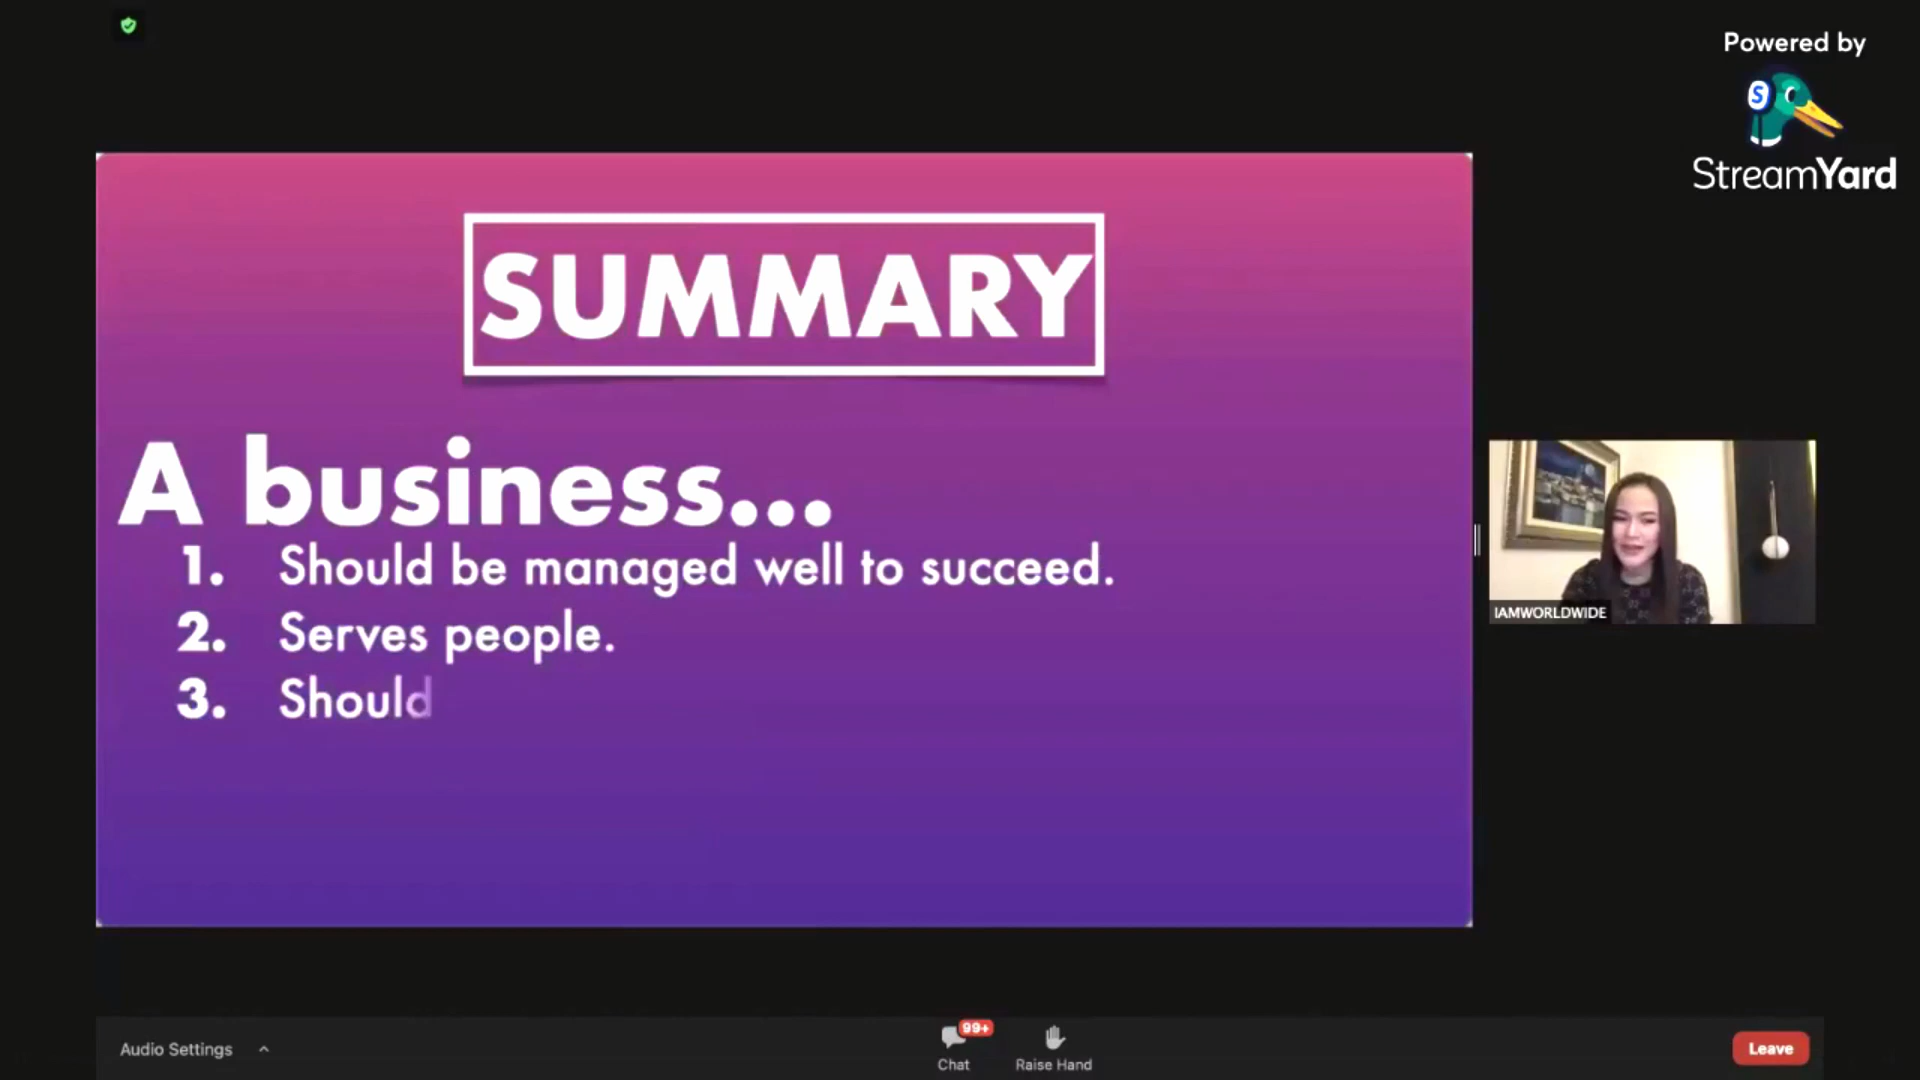 Powered by
StreamYard
SUMMARY
A business...
1. Should be managed well to succeed.
2. Serves people.
3. Should
IAMWORLDWIDE
Audio Settings
99+
Chat
Raise Hand
Leave